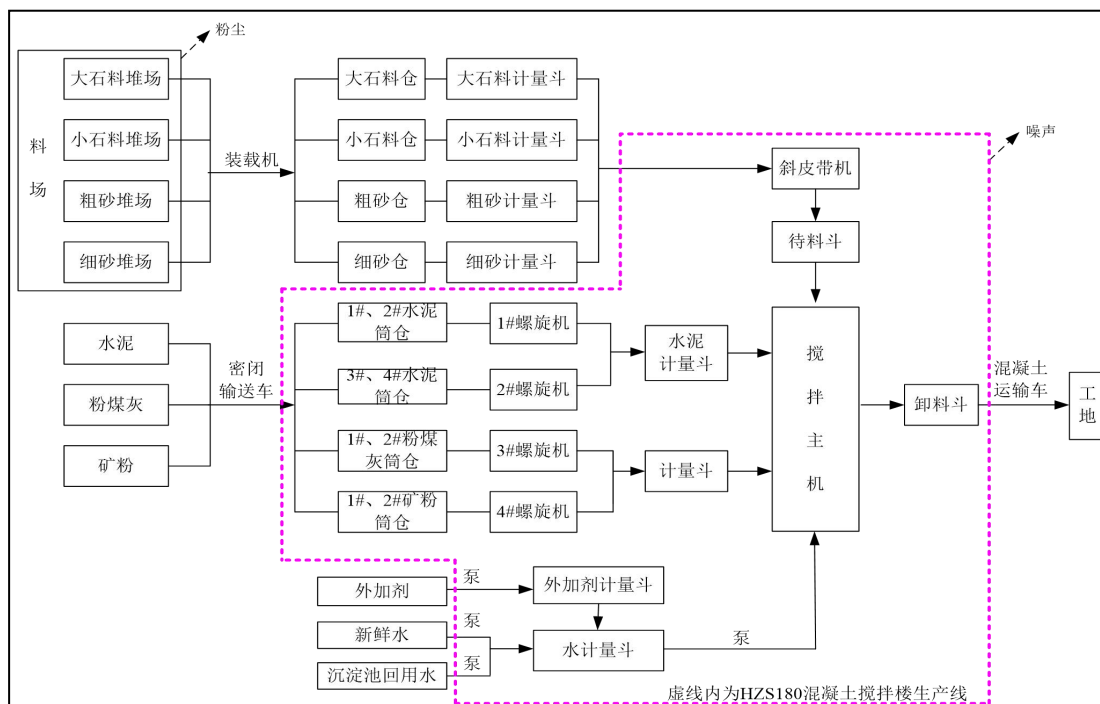 粉尘
料
场
大石料堆场
小石料堆场
粗砂堆场
细砂堆场
装载机
大石料仓
大石料计量斗
小石料仓
小石料计量斗
粗砂仓
粗砂计量斗
细砂仓
细砂计量斗
噪声
斜皮带机
待料斗
水泥
粉煤灰
矿粉
密闭
输送车
1#、2#水泥
筒仓
1#螺旋机
3#、4#水泥
筒仓
2#螺旋机
1#、2#粉煤
灰筒仓
3#螺旋机
1#、2#矿粉
筒仓
4#螺旋机
水泥
计量斗
计量斗
搅
拌
主
机
卸料斗
混凝土
运输车
工
地
外加剂
泵
外加剂计量斗
新鲜水
泵
沉淀池回用水
泵
水计量斗
泵
虚线内为HZS180混凝土搅拌楼生产线